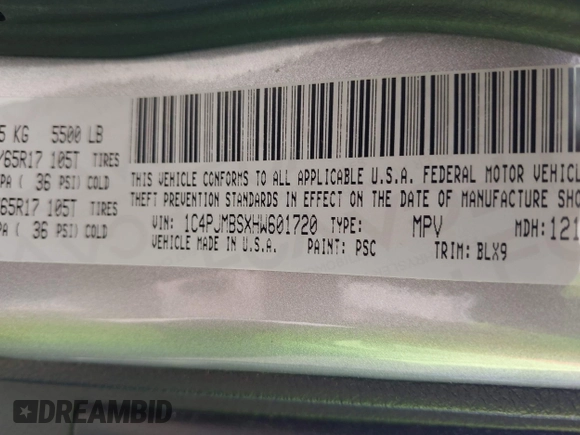 5 KG 5500 LB
/65R17 105T TIRES
PA ( 36 PSI) COLD
65R17 105T TIRES
PA ( 36 PSI) COLD
THIS VEHICLE CONFORMS TO ALL APPLICABLE U.S.A. FEDERAL MOTOR VEHICLE
THEFT PREVENTION STANDARDS IN EFFECT ON THE DATE OF MANUFACTURE SHO
VIN: 1C4PJMBSXHW601720 TYPE: MPV MDH: 121
VEHICLE MADE IN U.S.A. PAINT: PSC TRIM: BLX9
DREAMBID